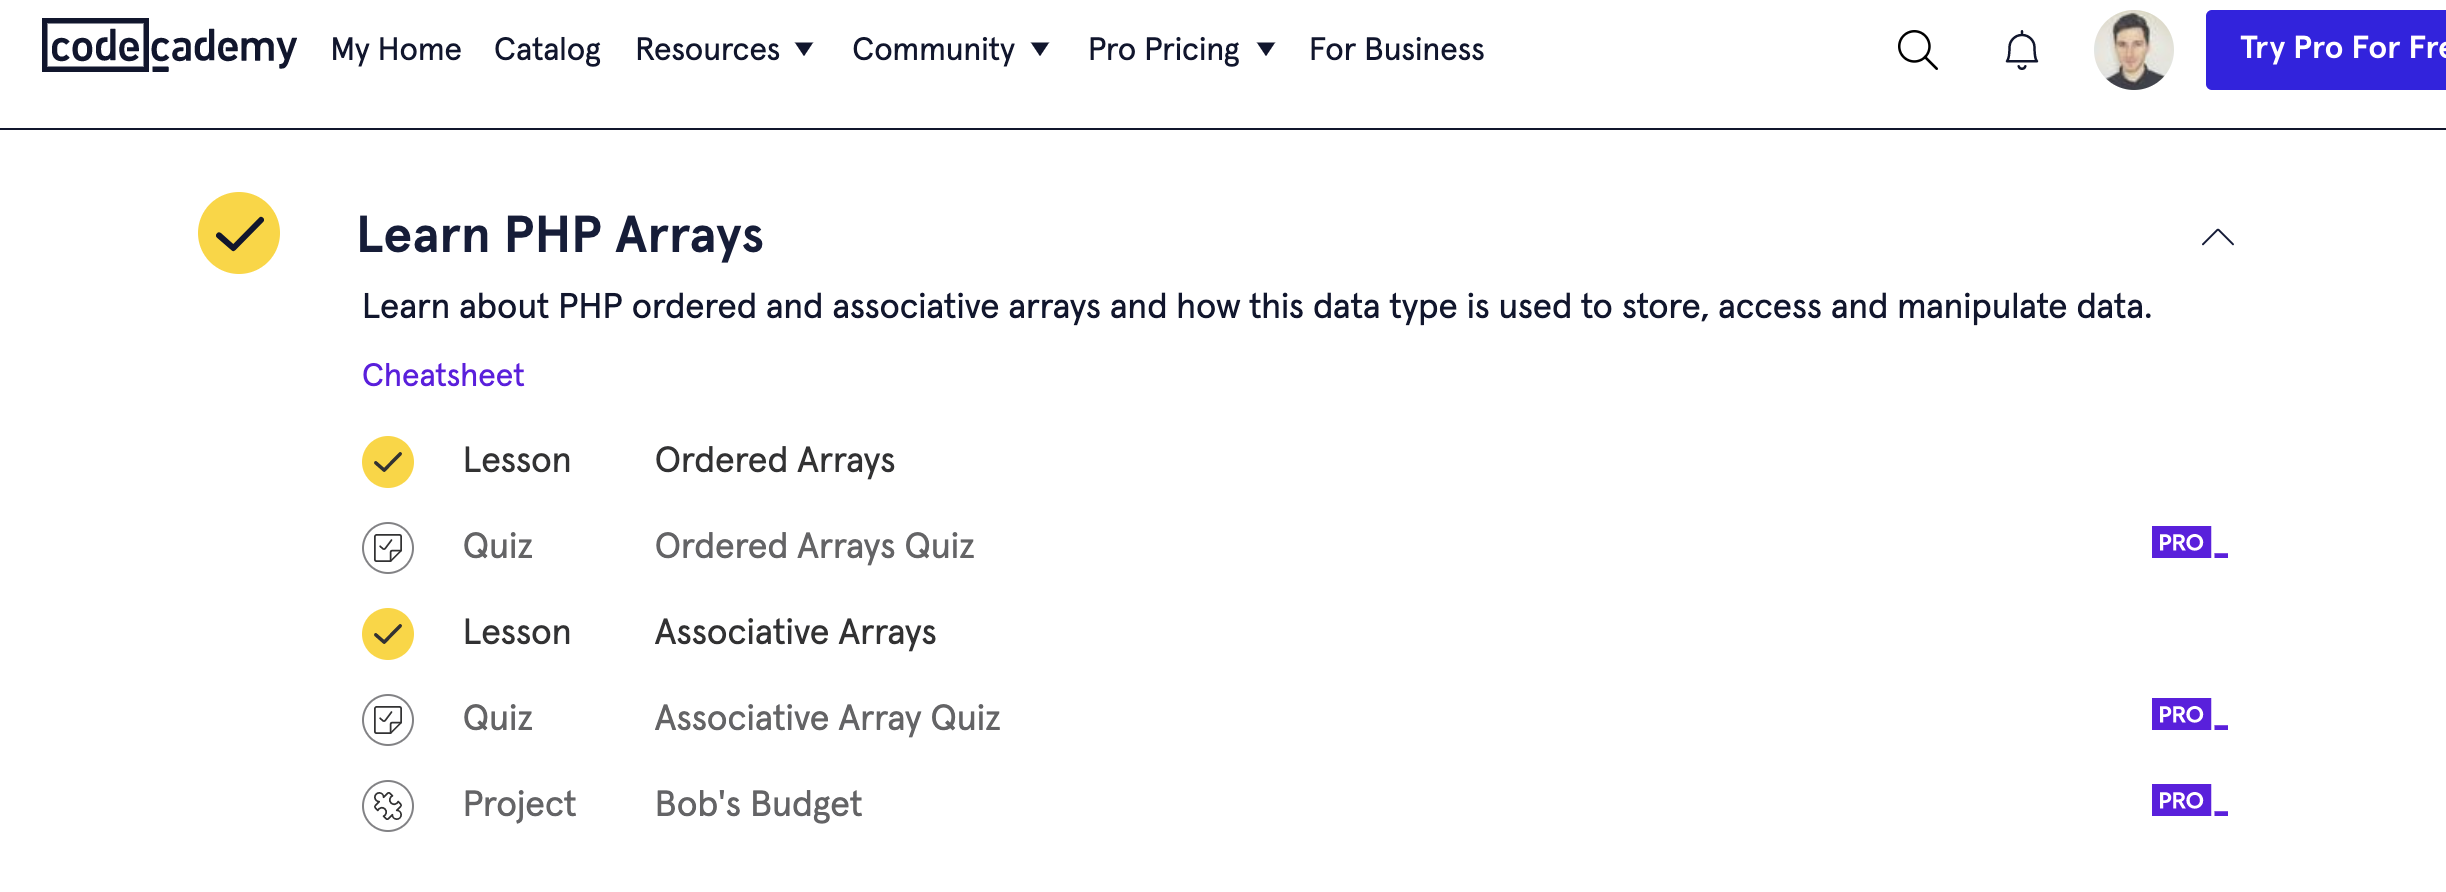 codecademy My Home Catalog Resources Community Pro Pricing For Business Try Pro For Fre
Learn PHP Arrays
Learn about PHP ordered and associative arrays and how this data type is used to store, access and manipulate data.
Cheatsheet
Lesson Ordered Arrays
Quiz Ordered Arrays Quiz PRO
Lesson Associative Arrays
Quiz Associative Array Quiz PRO
Project Bob's Budget PRO